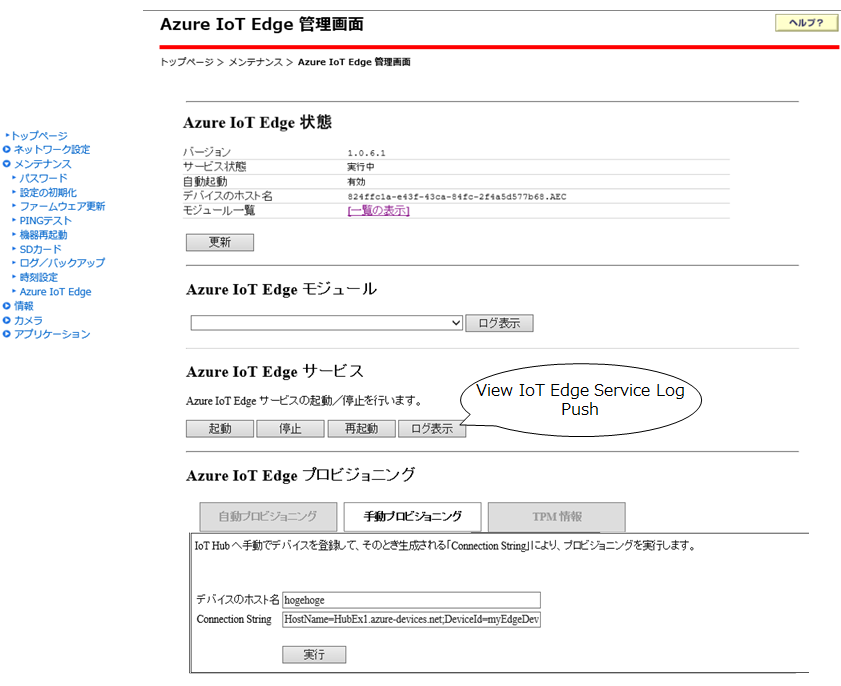 Azure IoT Edge 管理画面
ヘルプ?
トップページ > メンテナンス > Azure IoT Edge 管理画面
トップページ
ネットワーク設定
メンテナンス
パスワード
設定の初期化
ファームウェア更新
PINGテスト
機器再起動
SDカード
ログ/バックアップ
時刻設定
Azure IoT Edge
情報
カメラ
アプリケーション
Azure IoT Edge 状態
バージョン 1.0.6.1
サービス状態 実行中
自動起動 有効
デバイスのホスト名 824ffc1a-e43f-43ca-84fc-2f4a5d577b68.AEC
モジュール一覧 [一覧の表示]
更新
Azure IoT Edge モジュール
ログ表示
Azure IoT Edge サービス
Azure IoT Edge サービスの起動/停止を行います。
起動 停止 再起動 ログ表示
View IoT Edge Service Log
Push
Azure IoT Edge プロビジョニング
自動プロビジョニング 手動プロビジョニング TPM 情報
IoT Hub へ手動でデバイスを登録して、そのとき生成される「Connection String」により、プロビジョニングを実行します。
デバイスのホスト名 hogehoge
Connection String HostName=HubEx1.azure-devices.net;DeviceId=myEdgeDev
実行